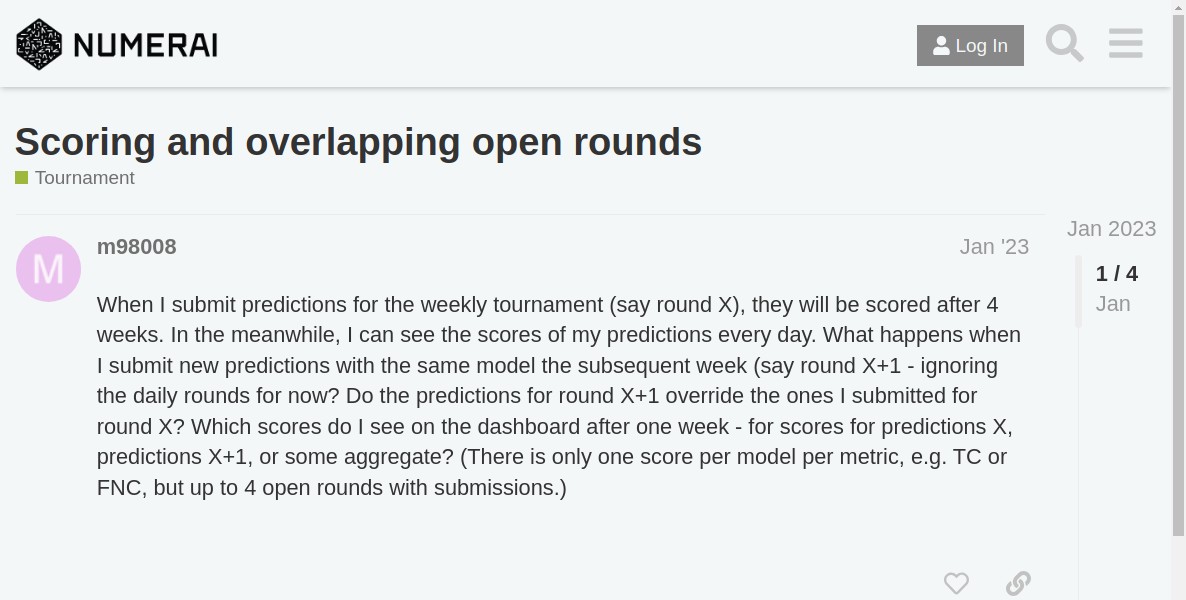 NUMERAI
Log In
Scoring and overlapping open rounds
Tournament
Jan 2023
M
m98008
Jan '23
1 / 4
Jan
When I submit predictions for the weekly tournament (say round X), they will be scored after 4
weeks. In the meanwhile, I can see the scores of my predictions every day. What happens when
I submit new predictions with the same model the subsequent week (say round X+1 - ignoring
the daily rounds for now? Do the predictions for round X+1 override the ones I submitted for
round X? Which scores do I see on the dashboard after one week - for scores for predictions X,
predictions X+1, or some aggregate? (There is only one score per model per metric, e.g. TC or
FNC, but up to 4 open rounds with submissions.)